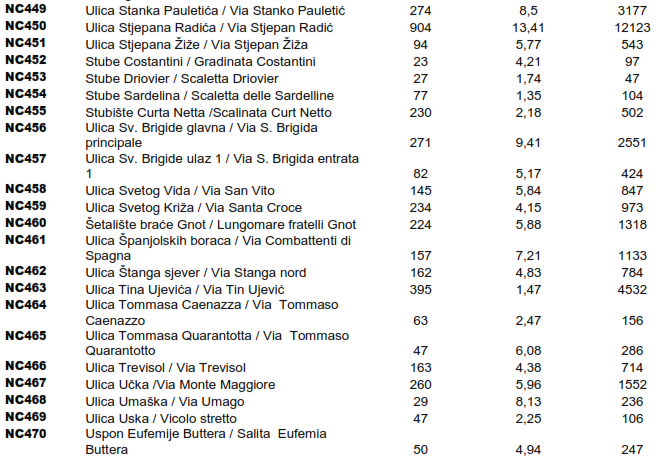 NC449 Ulica Stanka Pauletića / Via Stanko Pauletić 274 8,5 3177
NC450 Ulica Stjepana Radića / Via Stjepan Radić 904 13,41 12123
NC451 Ulica Stjepana Žiže / Via Stjepan Žiža 94 5,77 543
NC452 Stube Costantini / Gradinata Costantini 23 4,21 97
NC453 Stube Driovier / Scaletta Driovier 27 1,74 47
NC454 Stube Sardelina / Scaletta delle Sardelline 77 1,35 104
NC455 Stubište Curta Netta /Scalinata Curt Netto 230 2,18 502
NC456 Ulica Sv. Brigide glavna / Via S. Brigida
principale 271 9,41 2551
NC457 Ulica Sv. Brigide ulaz 1 / Via S. Brigida entrata
1 82 5,17 424
NC458 Ulica Svetog Vida / Via San Vito 145 5,84 847
NC459 Ulica Svetog Križa / Via Santa Croce 234 4,15 973
NC460 Šetalište braće Gnot / Lungomare fratelli Gnot 224 5,88 1318
NC461 Ulica Španjolskih boraca / Via Combattenti di
Spagna 157 7,21 1133
NC462 Ulica Štanga sjever / Via Stanga nord 162 4,83 784
NC463 Ulica Tina Ujevića / Via Tin Ujević 395 1,47 4532
NC464 Ulica Tommasa Caenazza / Via Tommaso
Caenazzo 63 2,47 156
NC465 Ulica Tommasa Quarantotta / Via Tommaso
Quarantotto 47 6,08 286
NC466 Ulica Trevisol / Via Trevisol 163 4,38 714
NC467 Ulica Učka /Via Monte Maggiore 260 5,96 1552
NC468 Ulica Umaška / Via Umago 29 8,13 236
NC469 Ulica Uska / Vicolo stretto 47 2,25 106
NC470 Uspon Eufemije Buttera / Salita Eufemia
Buttera 50 4,94 247